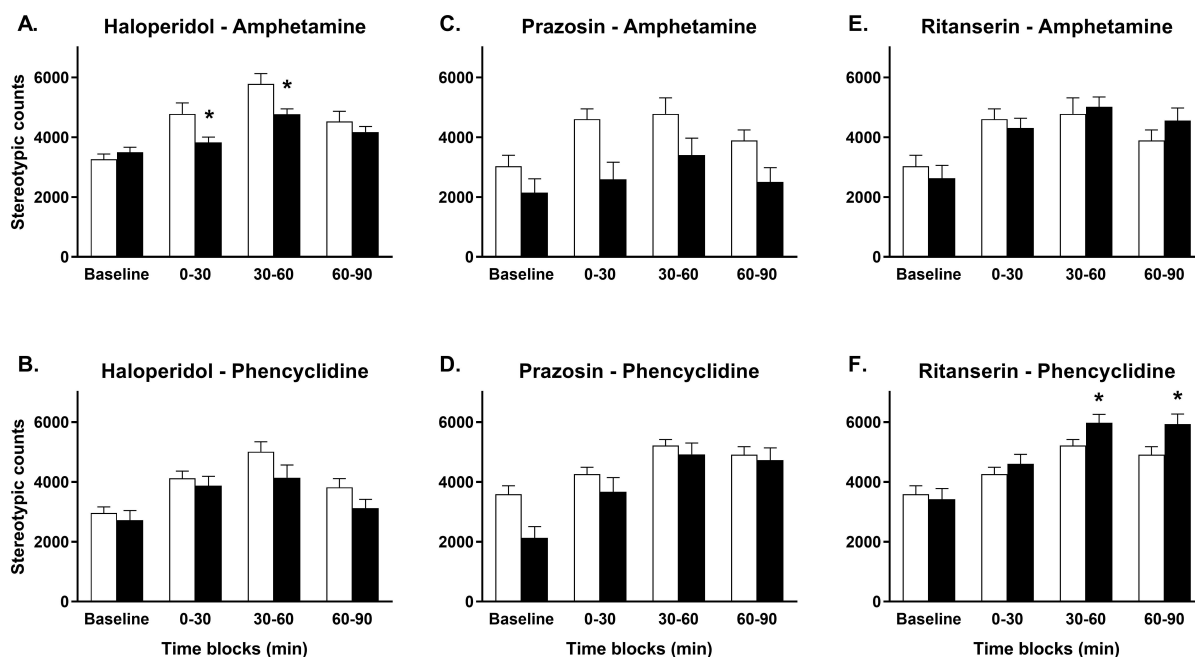 A. Haloperidol - Amphetamine
Stereotypic counts
6000
4000
2000
0
*
*
Baseline 0-30 30-60 60-90
C. Prazosin - Amphetamine
6000
4000
2000
0
Baseline 0-30 30-60 60-90
E. Ritanserin - Amphetamine
6000
4000
2000
0
Baseline 0-30 30-60 60-90
B. Haloperidol - Phencyclidine
Stereotypic counts
6000
4000
2000
0
Baseline 0-30 30-60 60-90
Time blocks (min)
D. Prazosin - Phencyclidine
6000
4000
2000
0
Baseline 0-30 30-60 60-90
Time blocks (min)
F. Ritanserin - Phencyclidine
6000
4000
2000
0
*
*
Baseline 0-30 30-60 60-90
Time blocks (min)